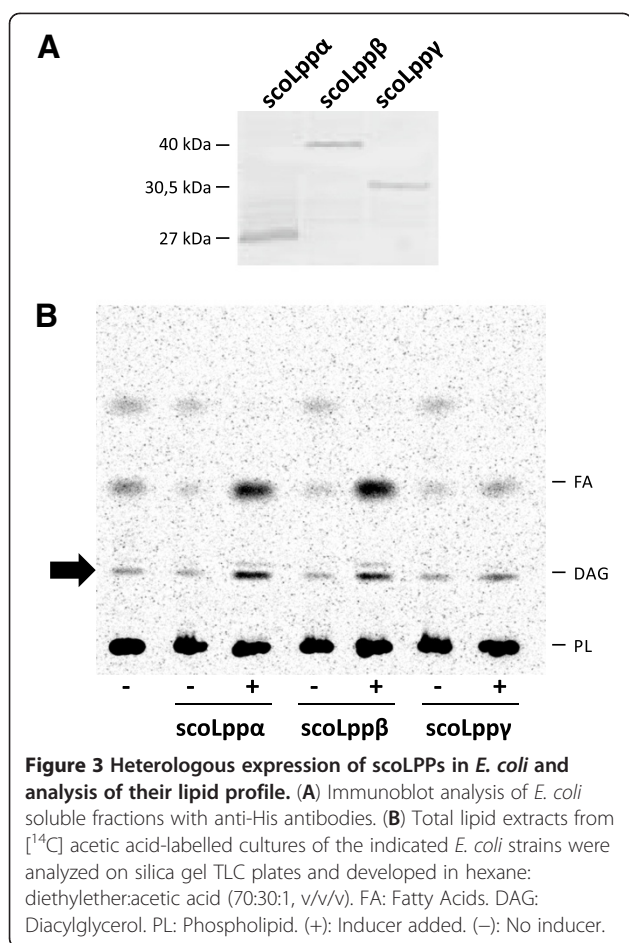 A
scoLppα scoLppβ scoLppγ
40 kDa
30,5 kDa
27 kDa
B
FA
DAG
PL
- - + - + - +
scoLppα scoLppβ scoLppγ
Figure 3 Heterologous expression of scoLPPs in E. coli and
analysis of their lipid profile. (A) Immunoblot analysis of E. coli
soluble fractions with anti-His antibodies. (B) Total lipid extracts from
[14C] acetic acid-labelled cultures of the indicated E. coli strains were
analyzed on silica gel TLC plates and developed in hexane:
diethylether:acetic acid (70:30:1, v/v/v). FA: Fatty Acids. DAG:
Diacylglycerol. PL: Phospholipid. (+): Inducer added. (−): No inducer.